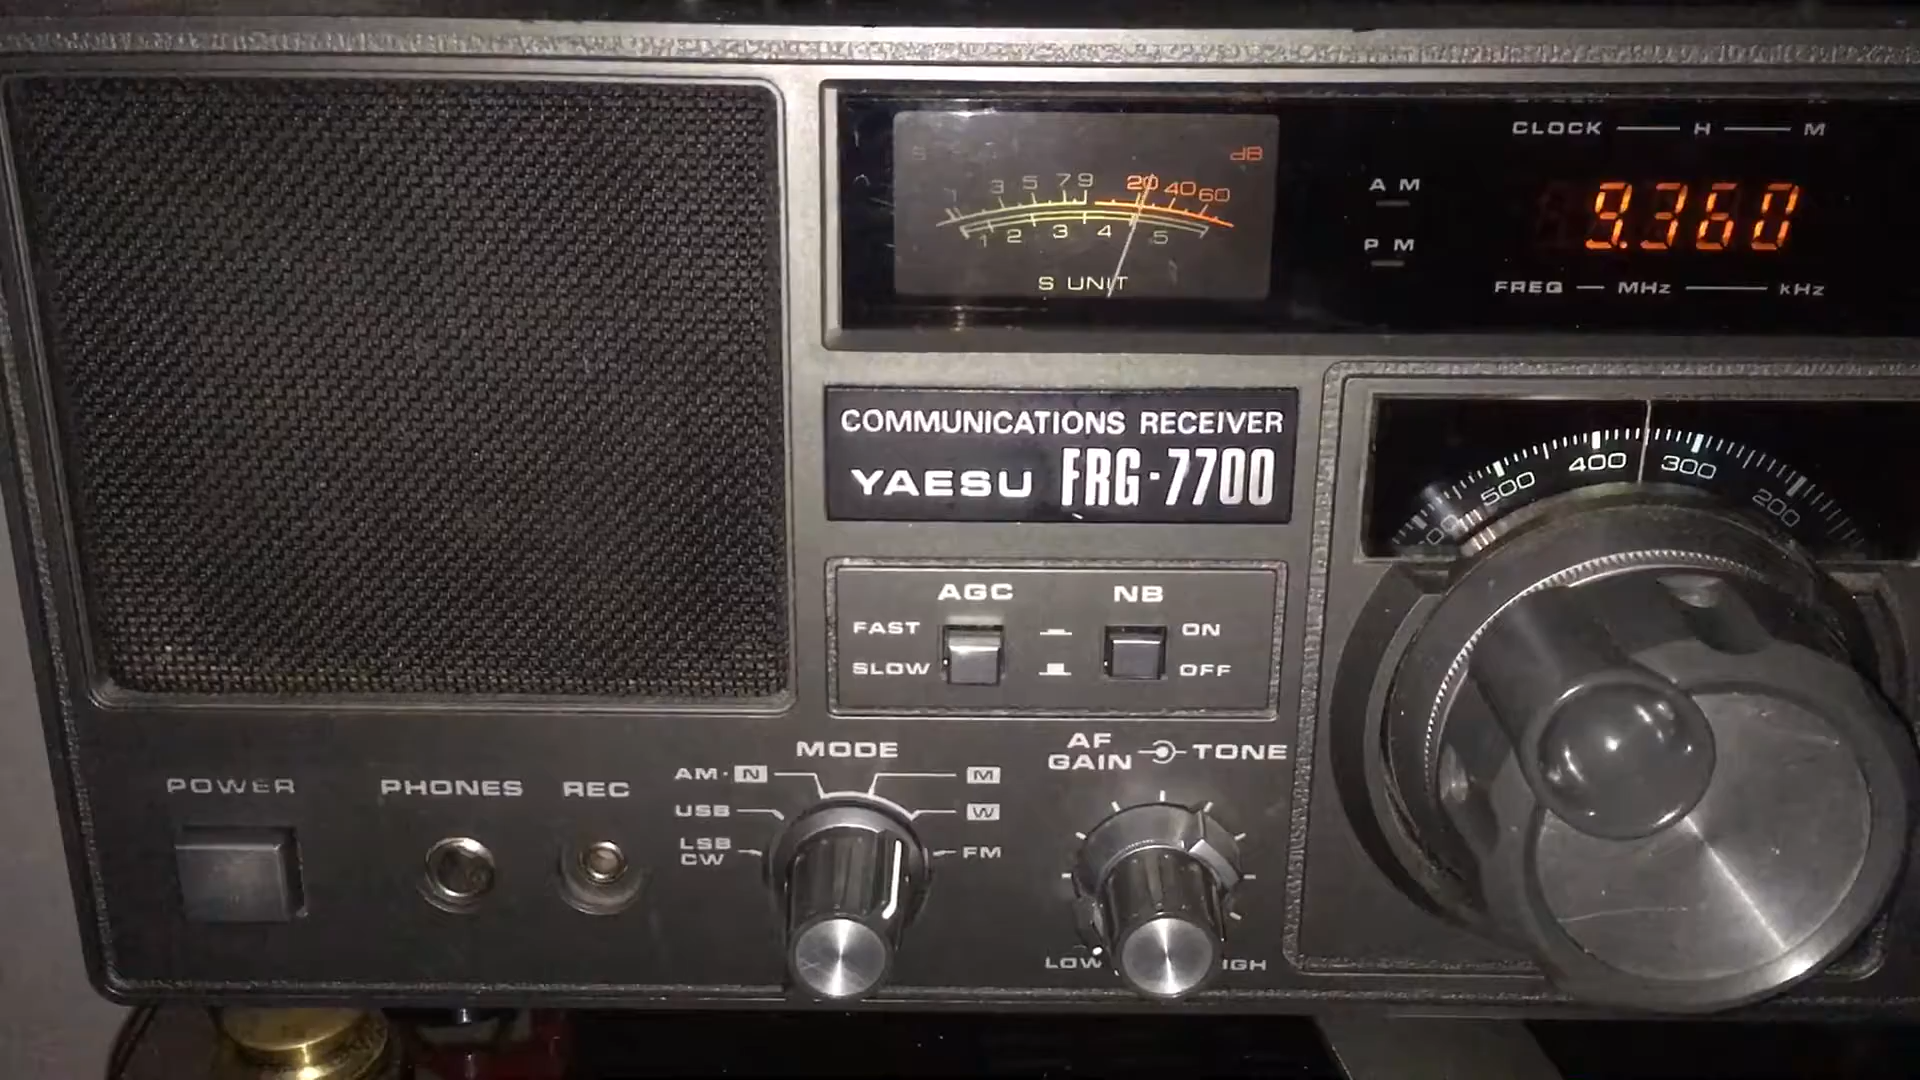 CLOCK — H — M
S dB
1 3 5 7 9 20 40 60
1 2 3 4 5
S UNIT
AM
PM
9.360
FREQ — MHz — kHz
COMMUNICATIONS RECEIVER
YAESU FRG-7700
500 400 300 200
AGC NB
FAST ON
SLOW OFF
MODE
AM·N M
USB W
LSB
CW FM
AF
GAIN TONE
LOW
POWER PHONES REC